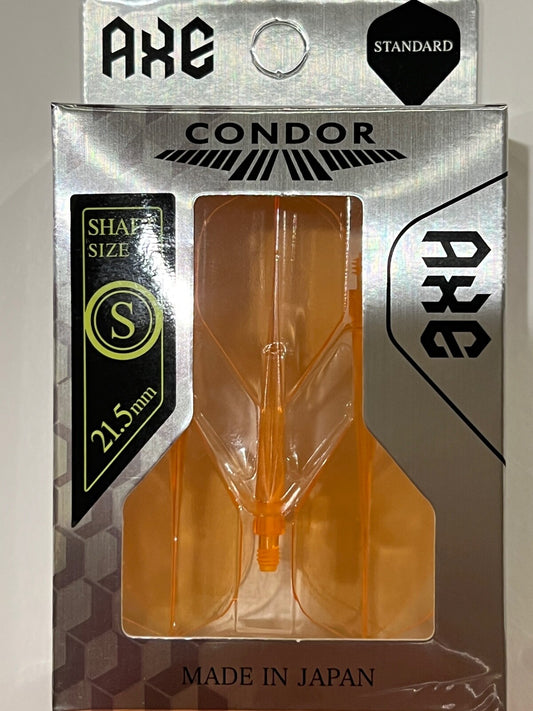 AXE
STANDARD
CONDOR
SHAFT
SIZE
S
21.5mm
AXE
MADE IN JAPAN